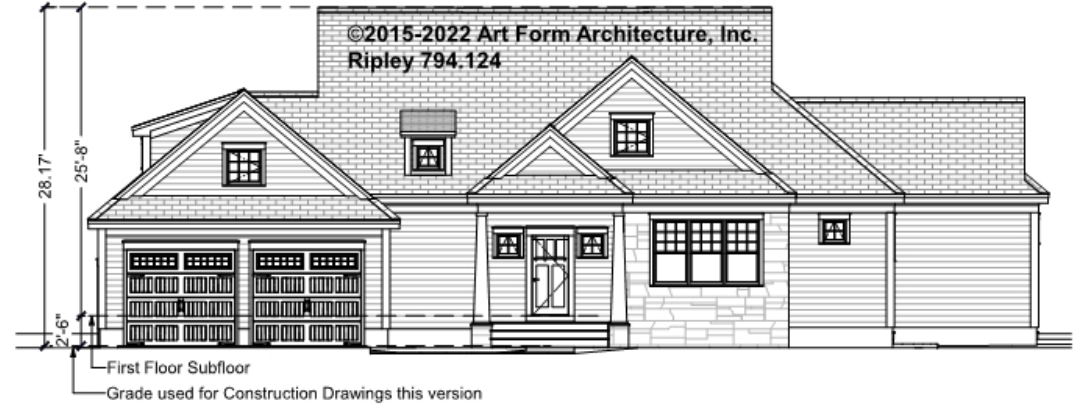 ©2015-2022 Art Form Architecture, Inc.
Ripley 794.124
28.17'
25'-8"
2'-6"
First Floor Subfloor
Grade used for Construction Drawings this version